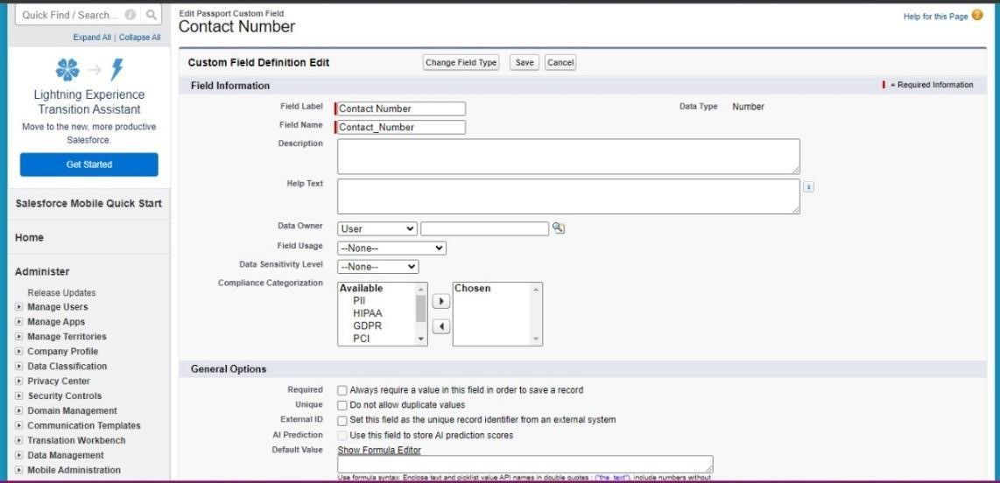 Quick Find / Search...
Expand All | Collapse All
Lightning Experience
Transition Assistant
Move to the new, more productive
Salesforce.
Get Started
Salesforce Mobile Quick Start
Home
Administer
Release Updates
Manage Users
Manage Apps
Manage Territories
Company Profile
Data Classification
Privacy Center
Security Controls
Domain Management
Communication Templates
Translation Workbench
Data Management
Mobile Administration
Edit Passport Custom Field
Contact Number
Help for this Page
Custom Field Definition Edit
Change Field Type Save Cancel
Field Information
= Required Information
Field Label Contact Number Data Type Number
Field Name Contact_Number
Description
Help Text
Data Owner User
Field Usage --None--
Data Sensitivity Level --None--
Compliance Categorization
Available Chosen
PII
HIPAA
GDPR
PCI
General Options
Required Always require a value in this field in order to save a record
Unique Do not allow duplicate values
External ID Set this field as the unique record identifier from an external system
AI Prediction Use this field to store AI prediction scores
Default Value Show Formula Editor
Use formula syntax: Enclose text and picklist value API names in double quotes : ("the_text"), include numbers without